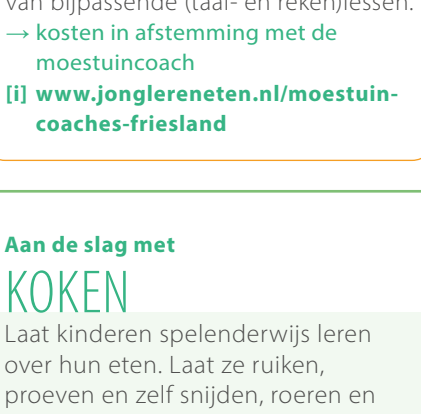 van bijpassende (taal- en reken)lessen.
→ kosten in afstemming met de
moestuincoach
[i] www.jonglereneten.nl/moestuin-
coaches-friesland
Aan de slag met
KOKEN
Laat kinderen spelenderwijs leren
over hun eten. Laat ze ruiken,
proeven en zelf snijden, roeren en